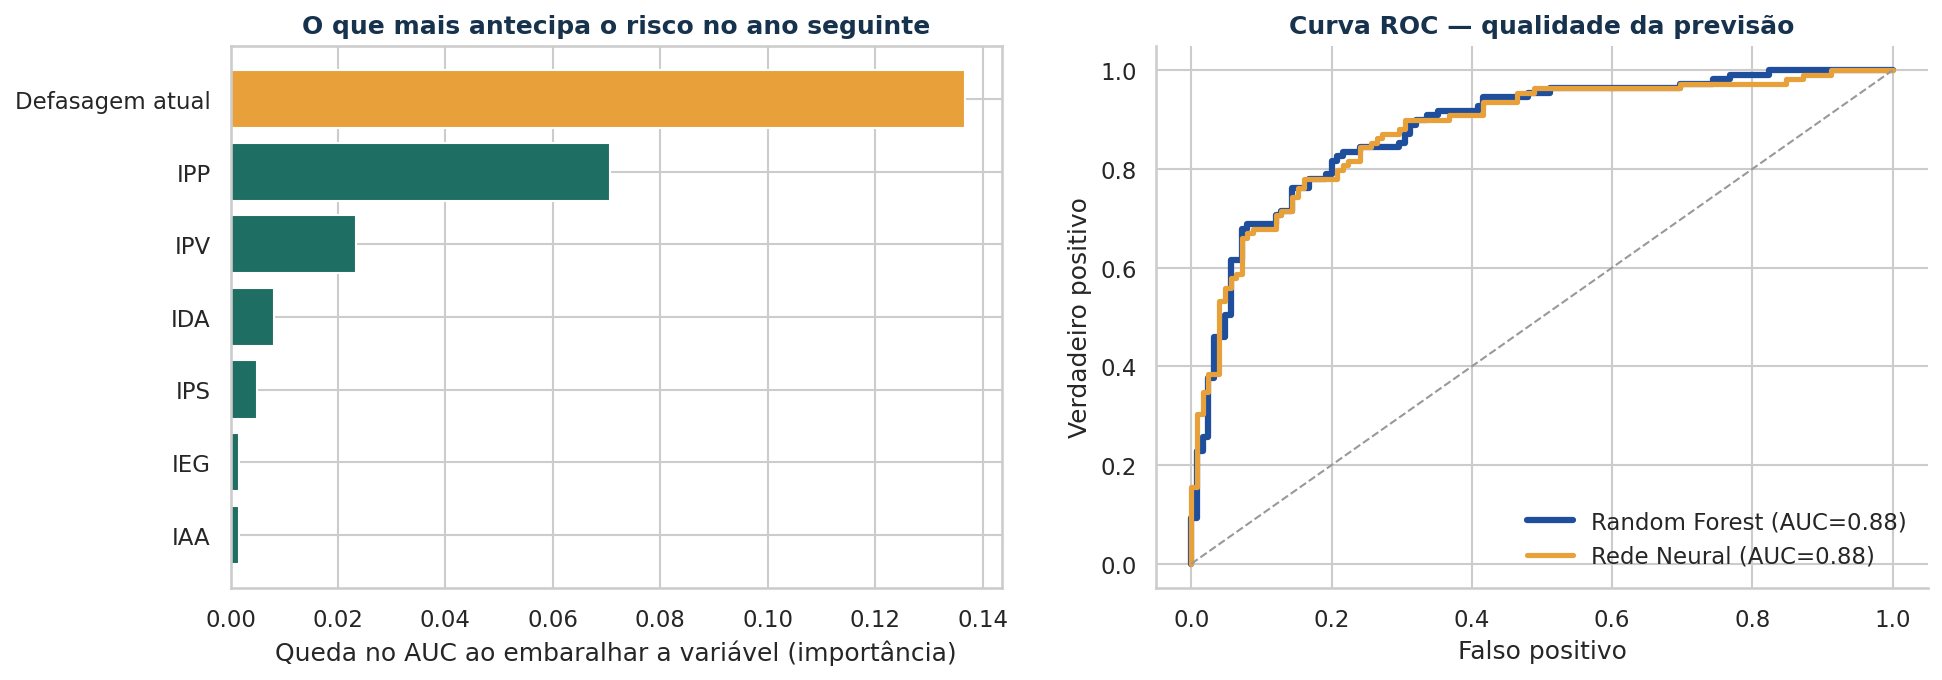 O que mais antecipa o risco no ano seguinte
Defasagem atual
IPP
IPV
IDA
IPS
IEG
IAA
0.00 0.02 0.04 0.06 0.08 0.10 0.12 0.14
Queda no AUC ao embaralhar a variável (importância)
Curva ROC — qualidade da previsão
Verdadeiro positivo
1.0
0.8
0.6
0.4
0.2
0.0
Random Forest (AUC=0.88)
Rede Neural (AUC=0.88)
0.0 0.2 0.4 0.6 0.8 1.0
Falso positivo